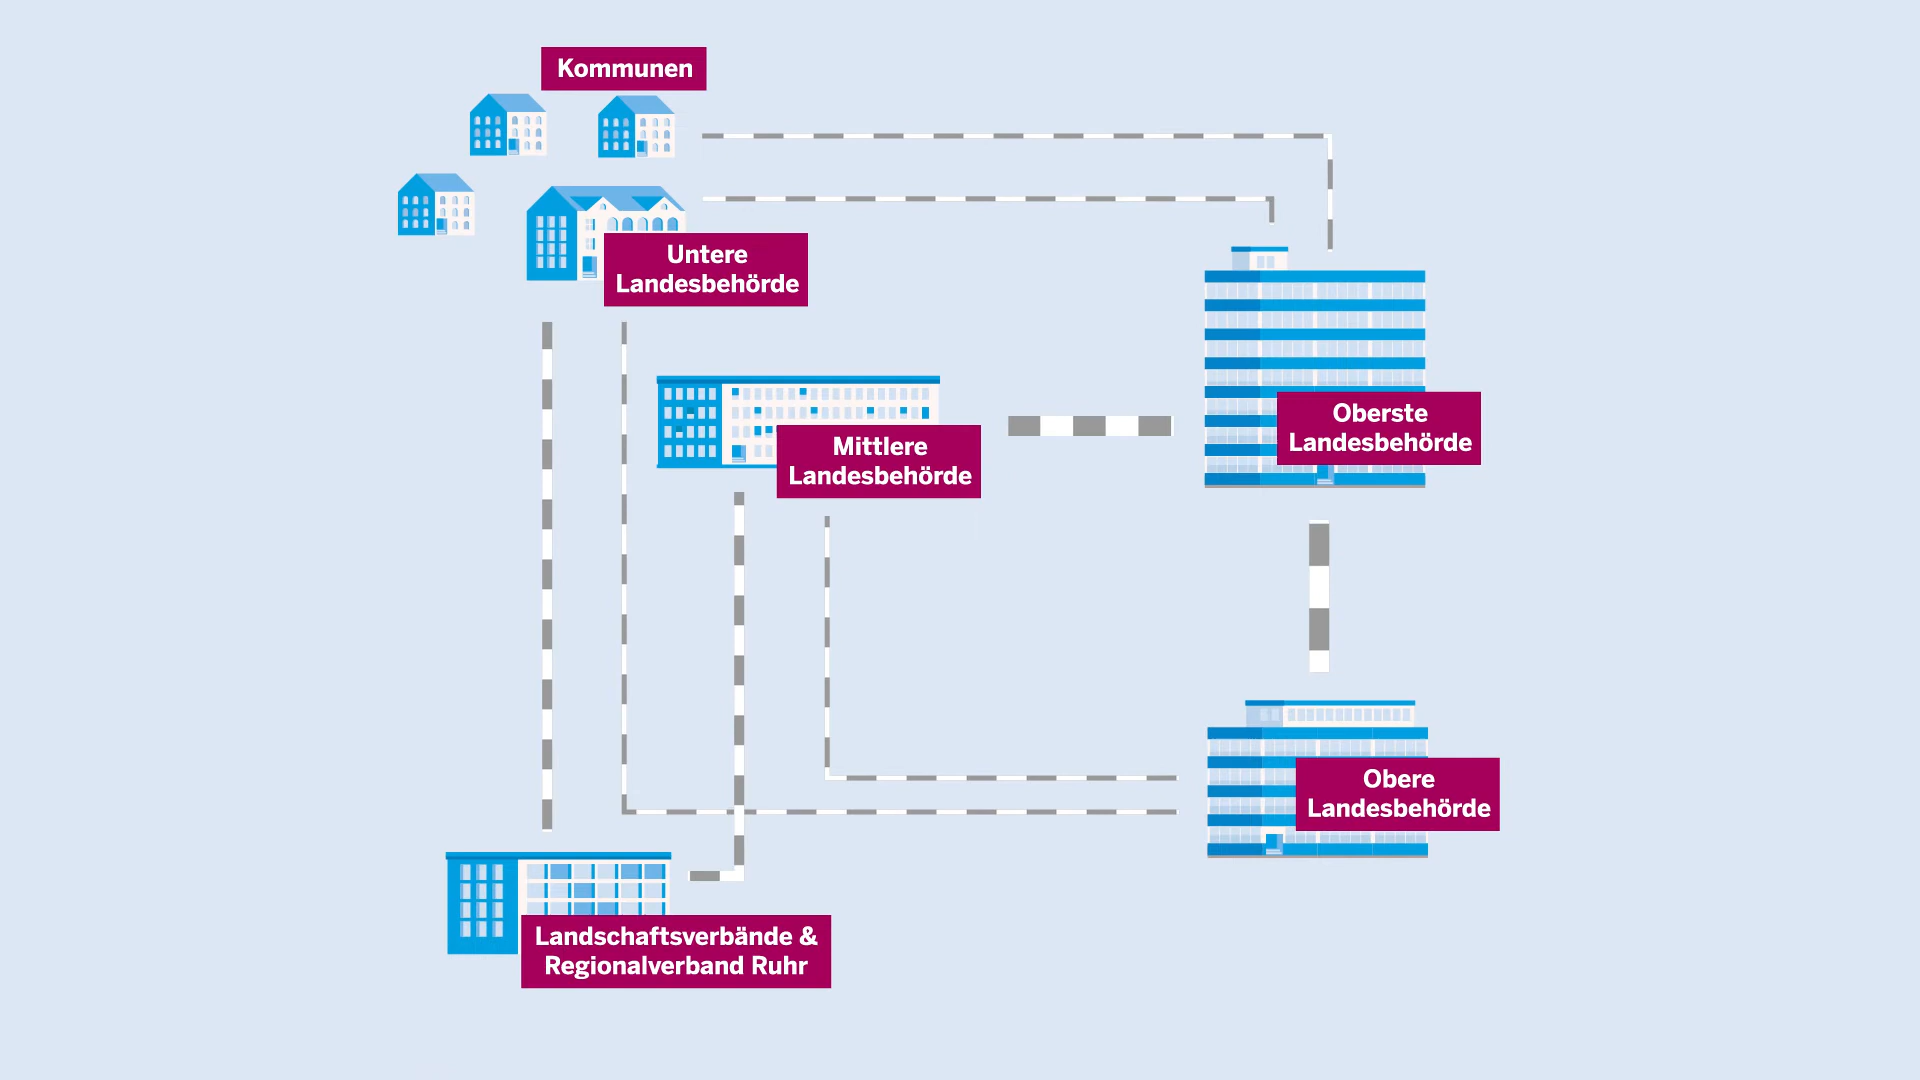 Kommunen
Untere
Landesbehörde
Mittlere
Landesbehörde
Oberste
Landesbehörde
Obere
Landesbehörde
Landschaftsverbände &
Regionalverband Ruhr